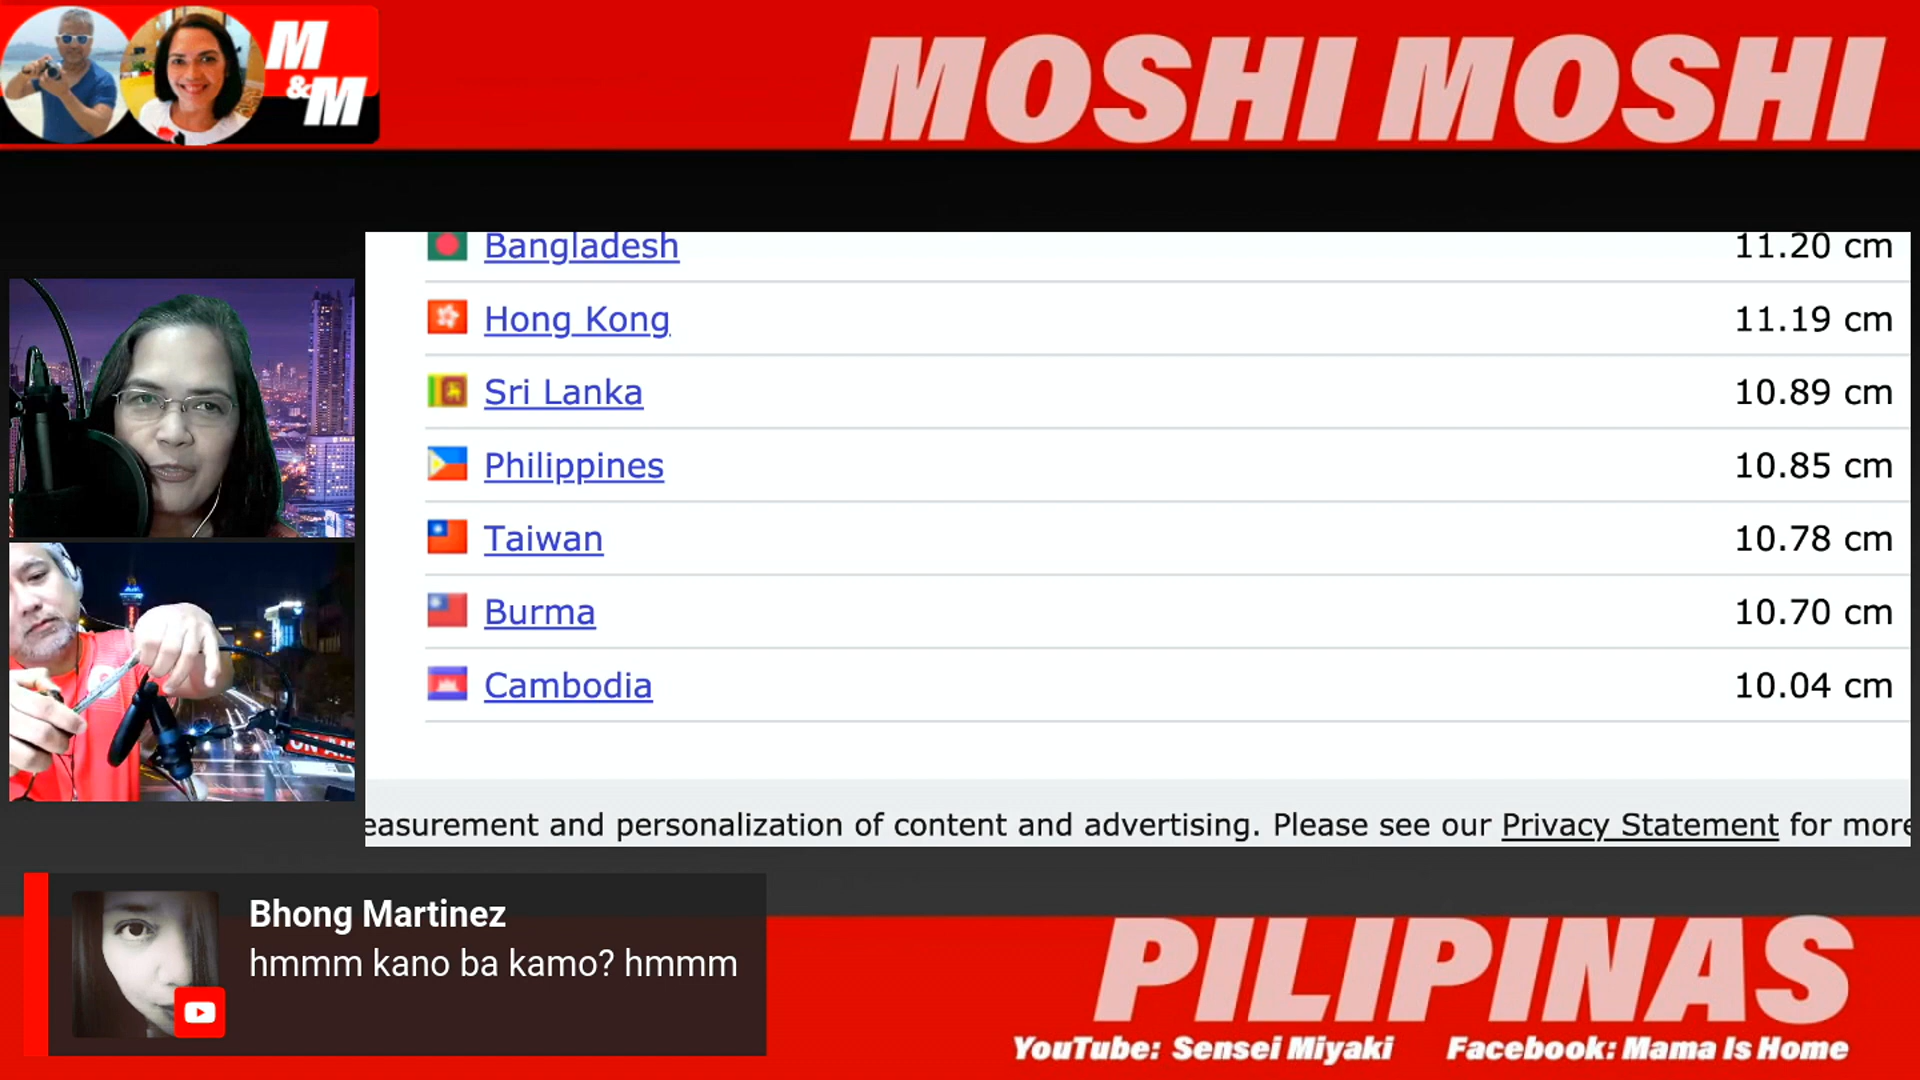 M
&M
MOSHI MOSHI
Bangladesh 11.20 cm
Hong Kong 11.19 cm
Sri Lanka 10.89 cm
Philippines 10.85 cm
Taiwan 10.78 cm
Burma 10.70 cm
Cambodia 10.04 cm
easurement and personalization of content and advertising. Please see our Privacy Statement for more
ON AIR
Bhong Martinez
hmmm kano ba kamo? hmmm
PILIPINAS
YouTube: Sensei Miyaki Facebook: Mama Is Home